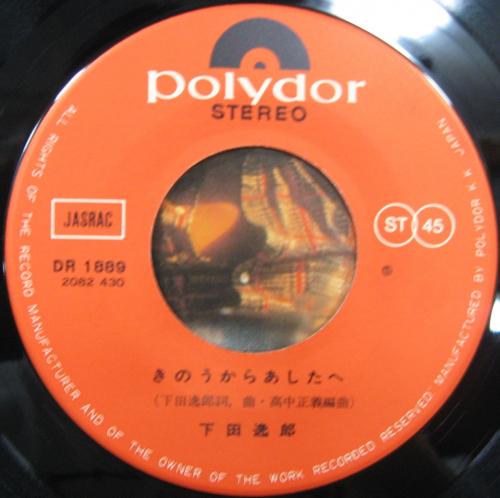 polydor
STEREO
JASRAC
ST 45
DR 1889
2082 430
℗
きのうからあしたへ
(下田逸郎詞，曲・高中正義編曲)
下田逸郎
ALL RIGHTS OF THE RECORD MANUFACTURER AND OF THE OWNER OF THE WORK RECORDED RESERVED MANUFACTURED BY POLYDOR K.K. JAPAN